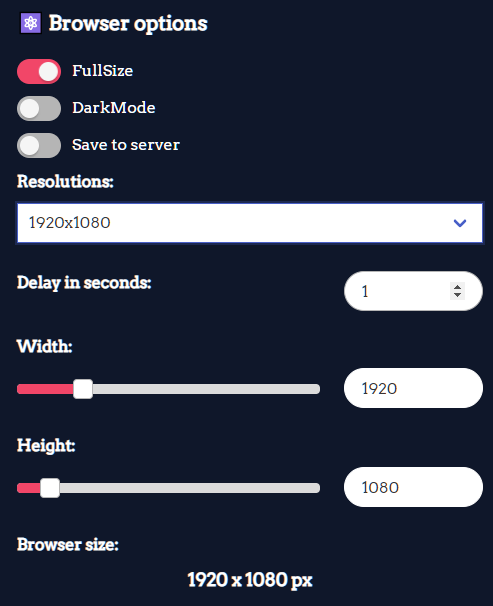 Browser options
FullSize
DarkMode
Save to server
Resolutions:
1920x1080
Delay in seconds:
1
Width:
1920
Height:
1080
Browser size:
1920 x 1080 px